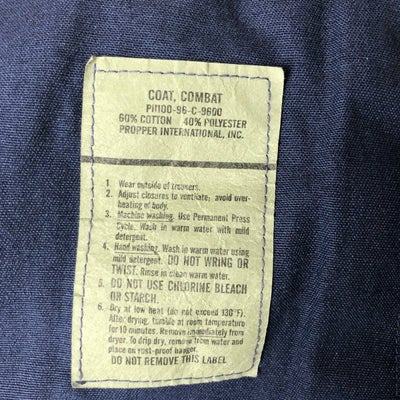 COAT, COMBAT
PI1100-96-C-9600
60% COTTON 40% POLYESTER
PROPPER INTERNATIONAL, INC.
1. Wear outside of trousers.
2. Adjust closures to ventilate; avoid over-
heating of body.
3. Machine washing. Use Permanent Press
Cycle. Wash in warm water with mild
detergent.
4. Hand washing. Wash in warm water using
mild detergent. DO NOT WRING OR
TWIST. Rinse in clean warm water.
5. DO NOT USE CHLORINE BLEACH
OR STARCH.
6. Dry at low heat (do not exceed 130°F).
After drying, tumble at room temperature
for 10 minutes. Remove immediately from
dryer. To drip dry, remove from water and
place on rust-proof hanger.
DO NOT REMOVE THIS LABEL